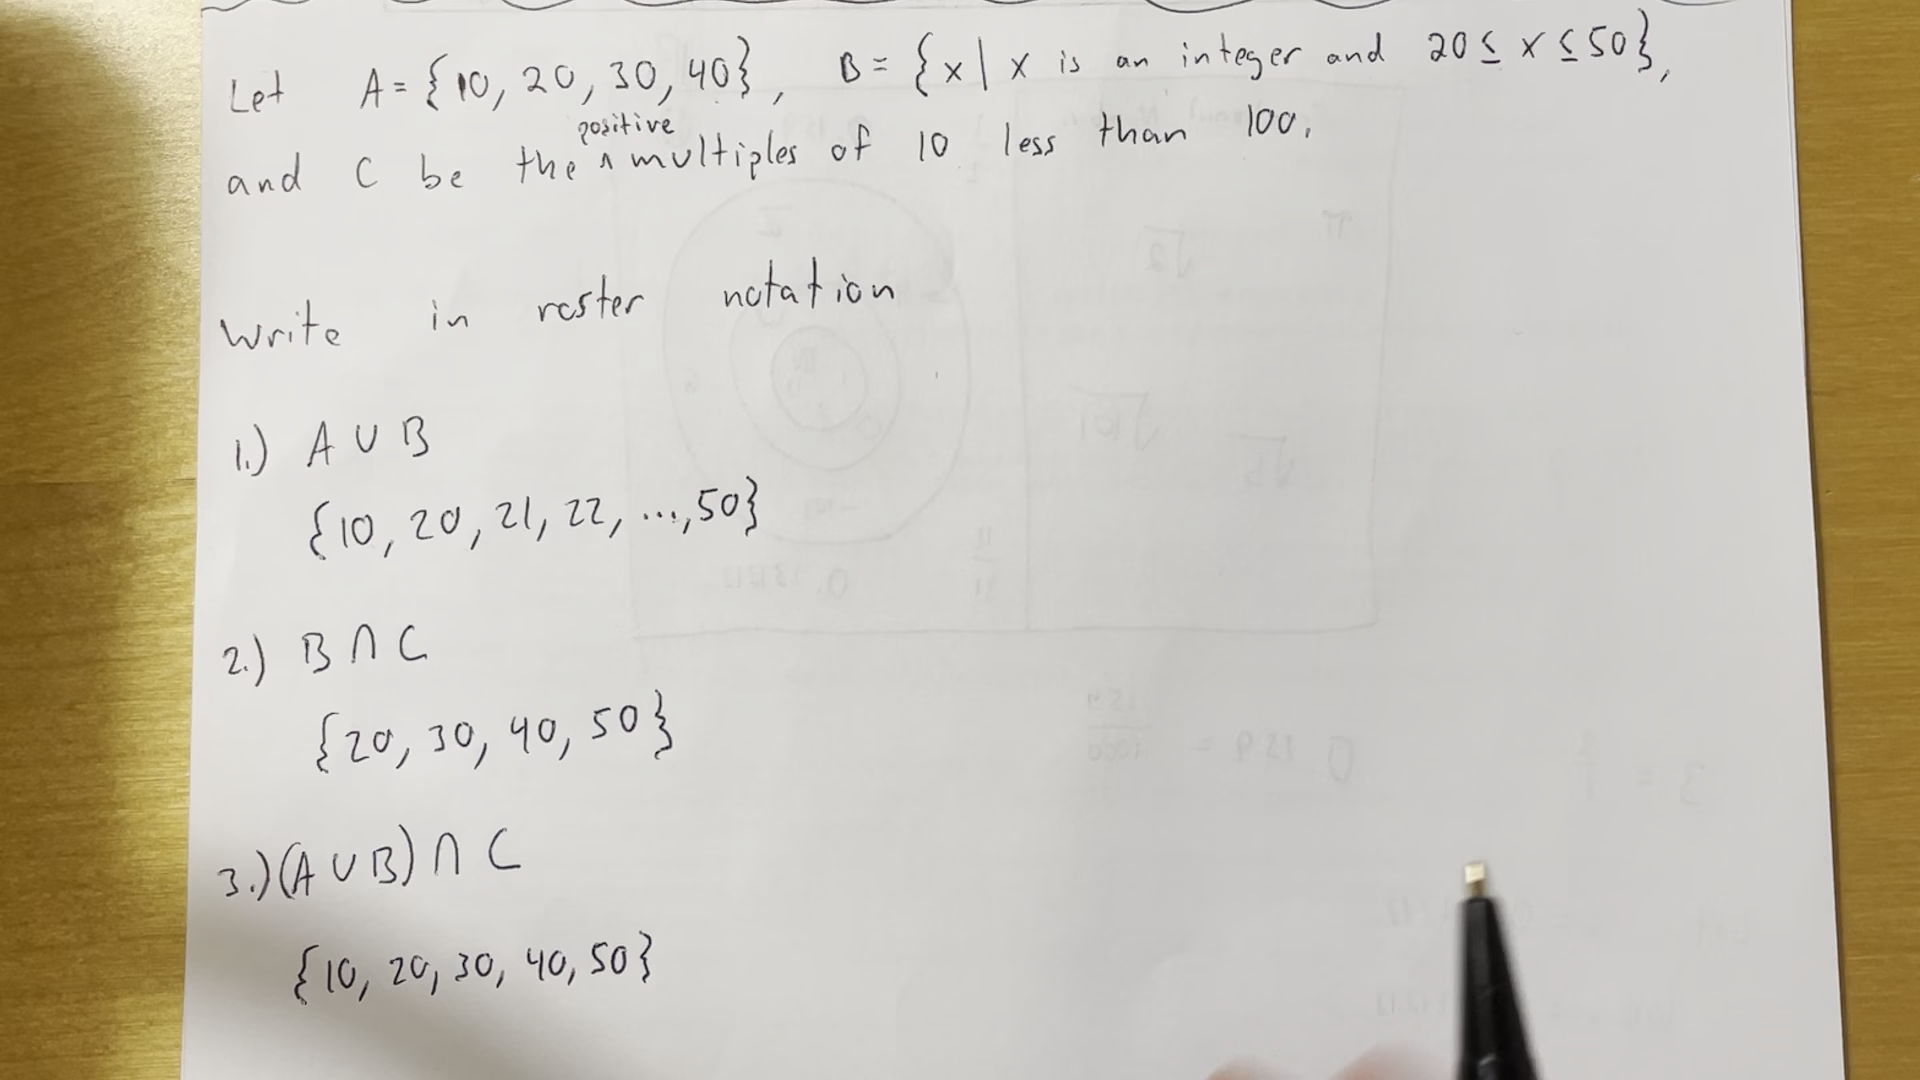 Let A = {10, 20, 30, 40}, B = {x | x is an integer and 20 ≤ x ≤ 50},
and C be the ^positive multiples of 10 less than 100.
Write in roster notation
1.) A ∪ B
{10, 20, 21, 22, ..., 50}
2.) B ∩ C
{20, 30, 40, 50}
3.) (A ∪ B) ∩ C
{10, 20, 30, 40, 50}